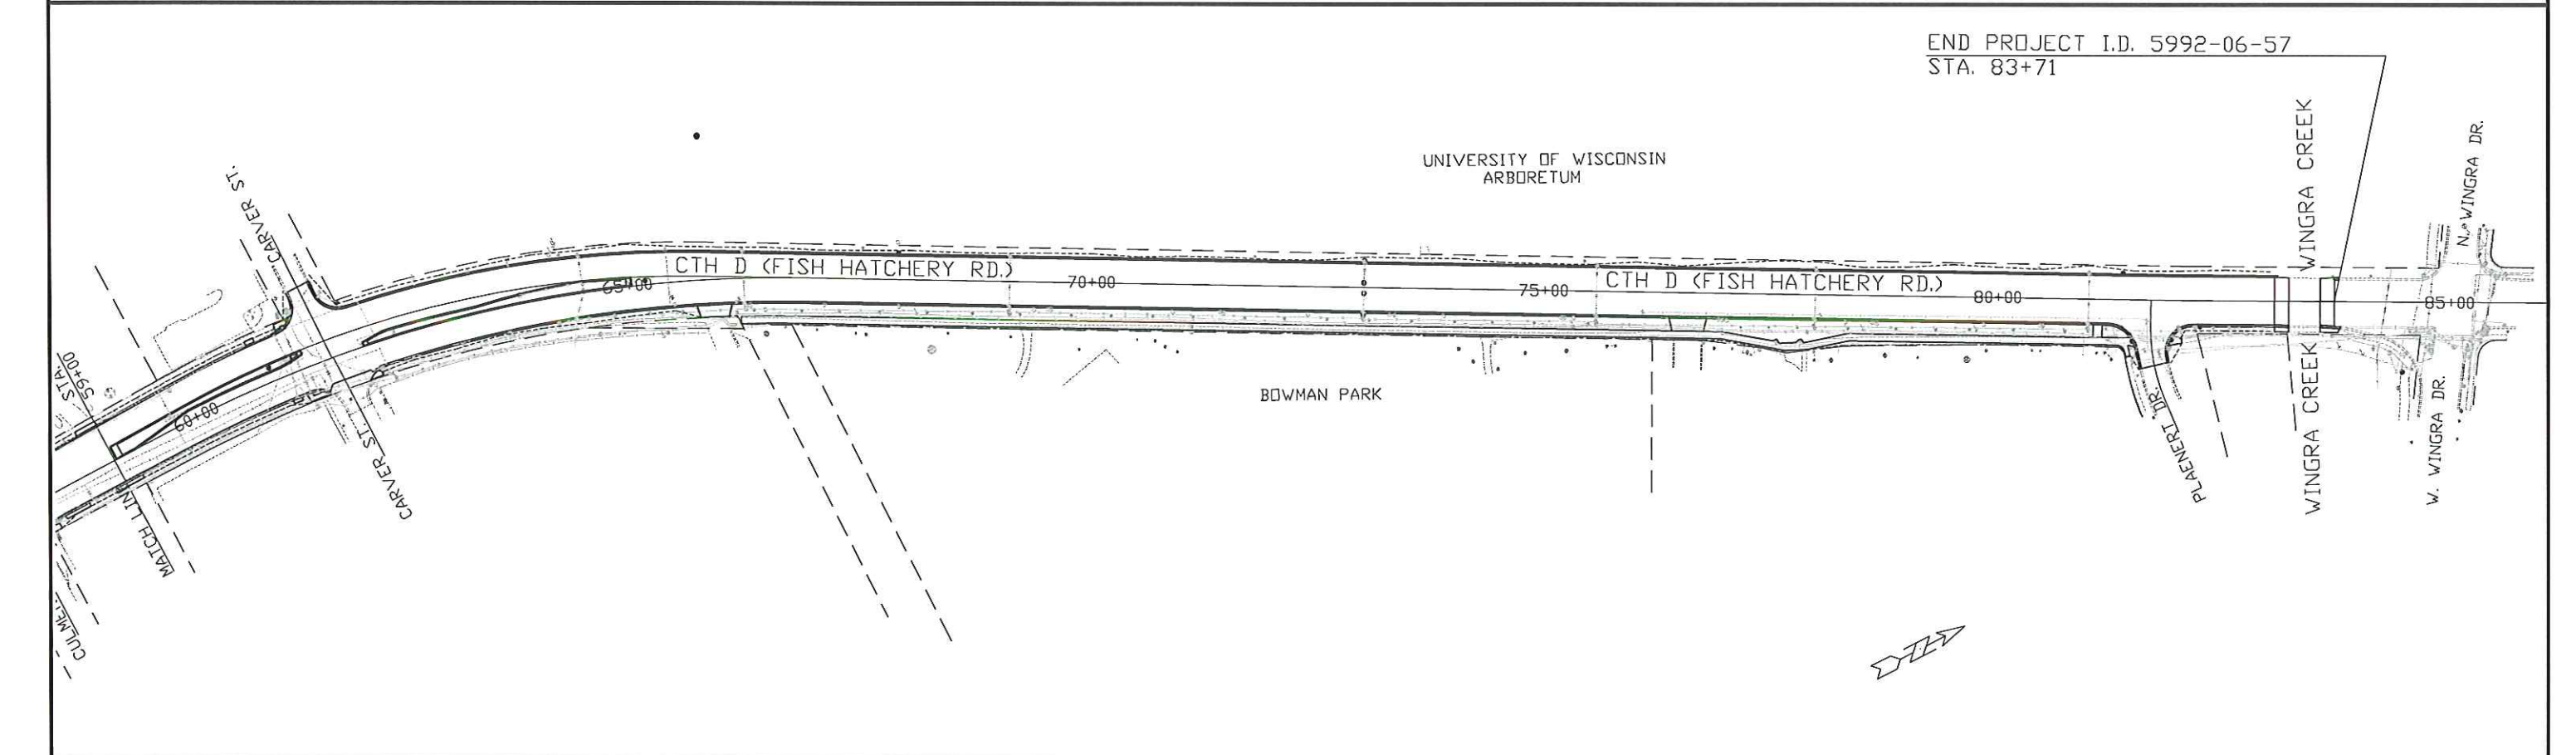 END PROJECT I.D. 5992-06-57
STA. 83+71
UNIVERSITY OF WISCONSIN
ARBORETUM
WINGRA CREEK
N. WINGRA DR.
CARVER ST.
CTH D (FISH HATCHERY RD.)
65+00
70+00
75+00
CTH D (FISH HATCHERY RD.)
80+00
85+00
STA.
59+00
60+00
BOWMAN PARK
CARVER ST.
MATCH LIN
PLAENERT DR.
WINGRA CREEK
W. WINGRA DR.